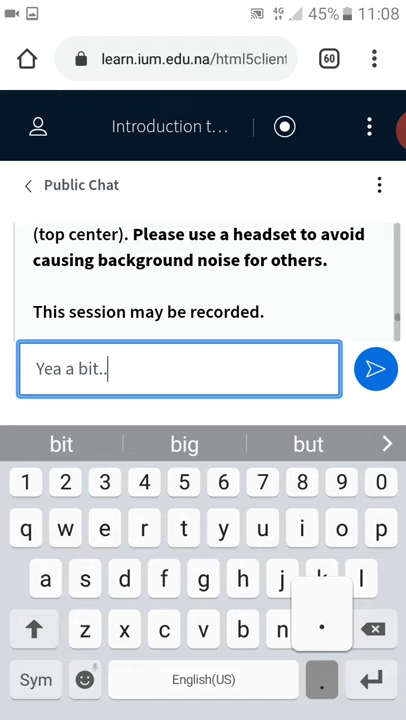 4G 45% 11:08
learn.ium.edu.na/html5client 60
Introduction t...
Public Chat
(top center). Please use a headset to avoid
causing background noise for others.
This session may be recorded.
Yea a bit..
bit big but
1 2 3 4 5 6 7 8 9 0
q w e r t y u i o p
a s d f g h j k l
z x c v b n .
Sym English(US) .